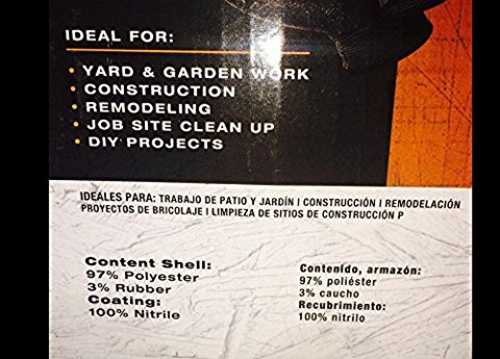 IDEAL FOR:
• YARD & GARDEN WORK
• CONSTRUCTION
• REMODELING
• JOB SITE CLEAN UP
• DIY PROJECTS
IDEALES PARA: TRABAJO DE PATIO Y JARDÍN I CONSTRUCCIÓN I REMODELACIÓN
PROYECTOS DE BRICOLAJE I LIMPIEZA DE SITIOS DE CONSTRUCCIÓN P
Content Shell:
97% Polyester
3% Rubber
Coating:
100% Nitrile
Contenido, armazón:
97% poliéster
3% caucho
Recubrimiento:
100% nitrilo